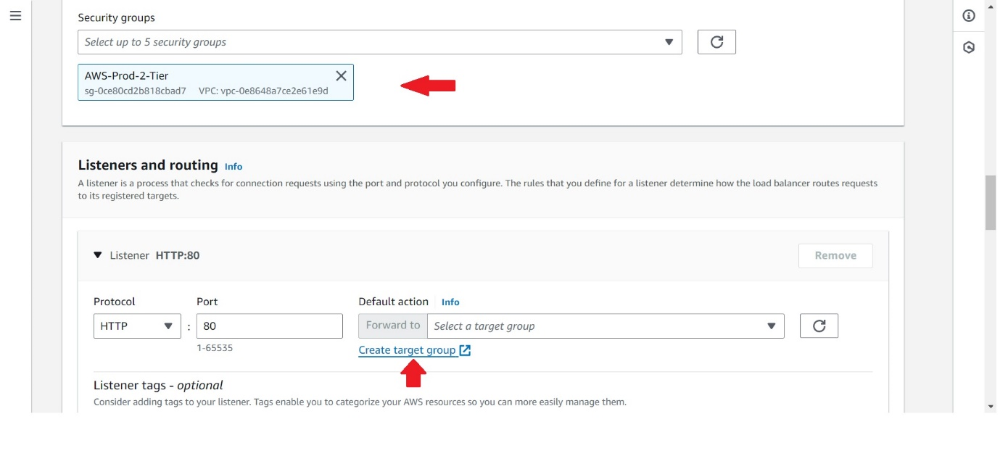 Security groups
Select up to 5 security groups
AWS-Prod-2-Tier
sg-0ce80cd2b818cbad7 VPC: vpc-0e8648a7ce2e61e9d
Listeners and routing Info
A listener is a process that checks for connection requests using the port and protocol you configure. The rules that you define for a listener determine how the load balancer routes requests
to its registered targets.
Listener HTTP:80
Remove
Protocol Port Default action Info
HTTP : 80 Forward to Select a target group
1-65535 Create target group
Listener tags - optional
Consider adding tags to your listener. Tags enable you to categorize your AWS resources so you can more easily manage them.